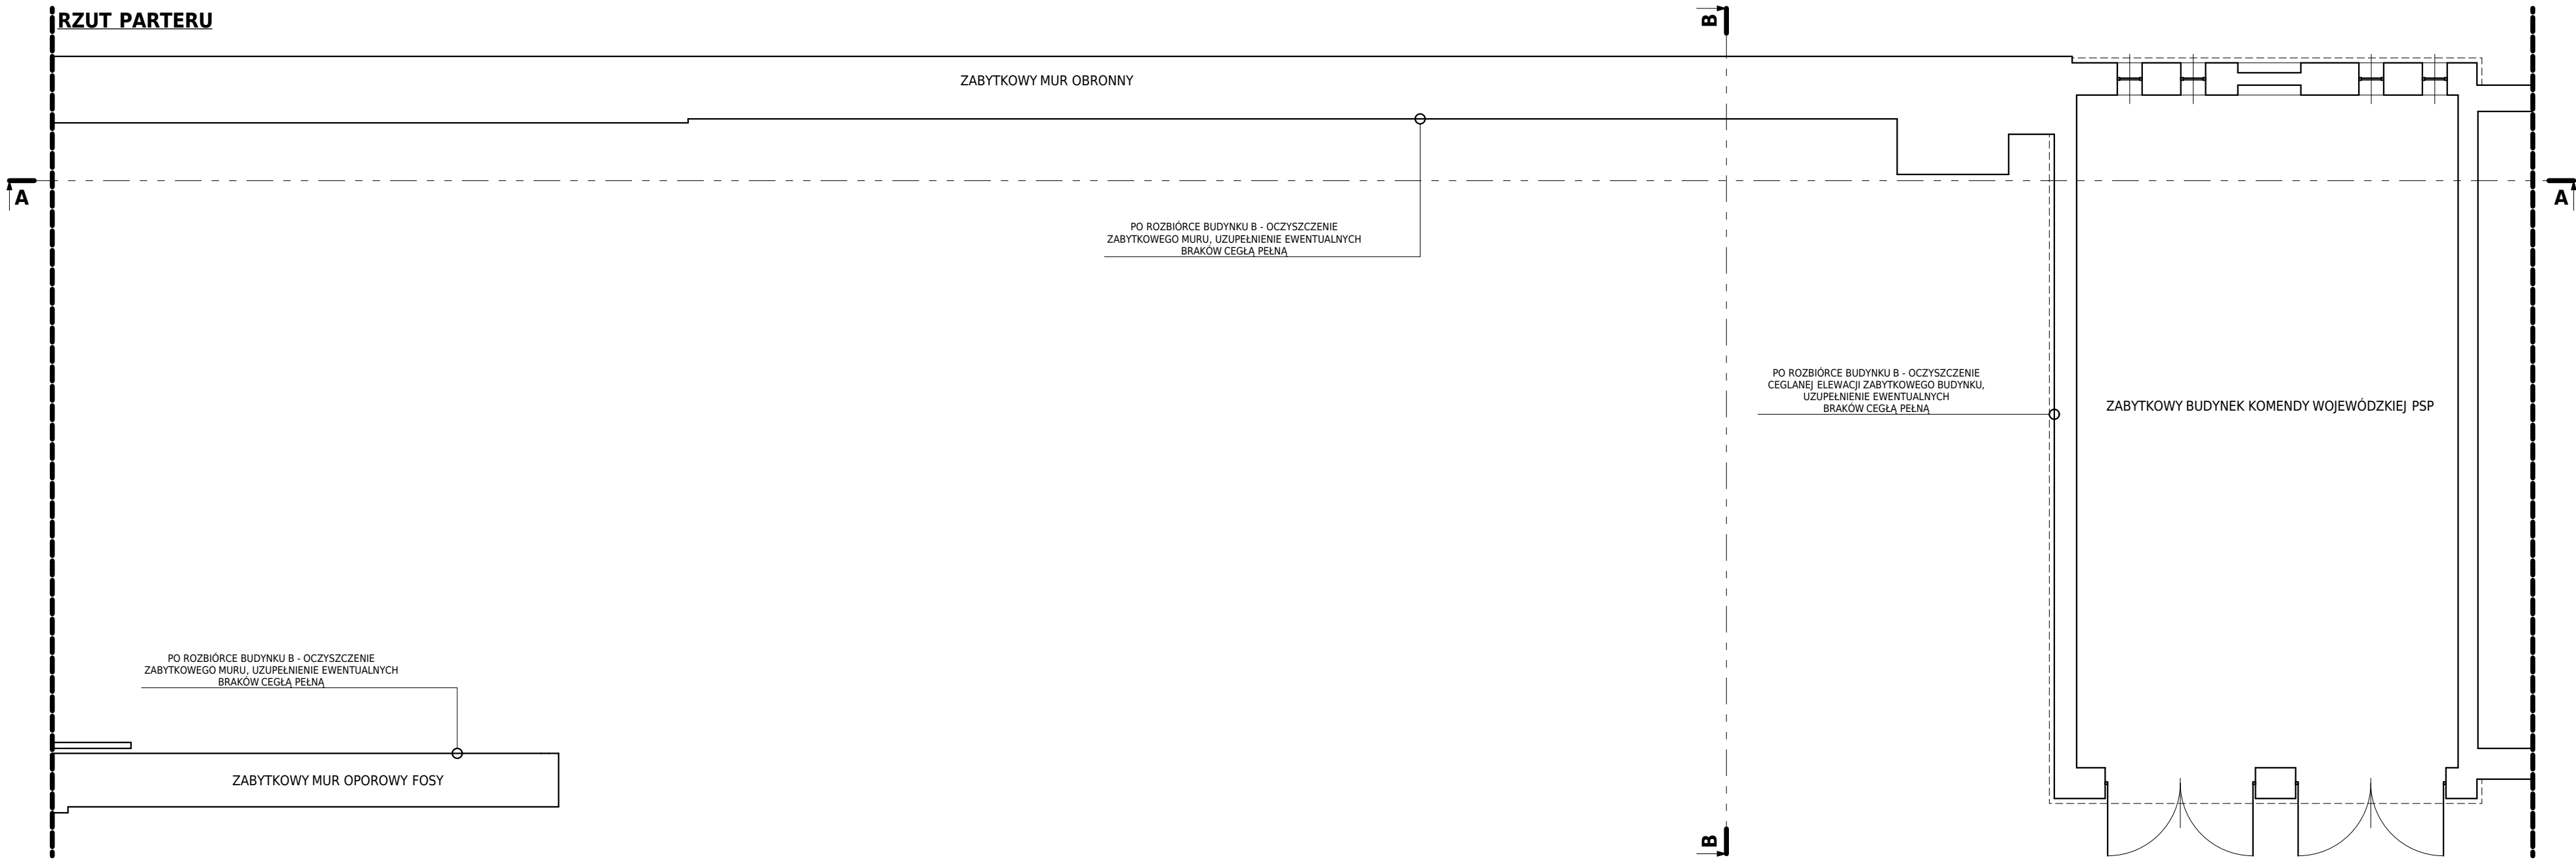 RZUT PARTERU
B
ZABYTKOWY MUR OBRONNY
A
A
PO ROZBIÓRCE BUDYNKU B - OCZYSZCZENIE
ZABYTKOWEGO MURU, UZUPEŁNIENIE EWENTUALNYCH
BRAKÓW CEGŁĄ PEŁNĄ
PO ROZBIÓRCE BUDYNKU B - OCZYSZCZENIE
CEGLANEJ ELEWACJI ZABYTKOWEGO BUDYNKU,
UZUPEŁNIENIE EWENTUALNYCH
BRAKÓW CEGŁĄ PEŁNĄ
ZABYTKOWY BUDYNEK KOMENDY WOJEWÓDZKIEJ PSP
PO ROZBIÓRCE BUDYNKU B - OCZYSZCZENIE
ZABYTKOWEGO MURU, UZUPEŁNIENIE EWENTUALNYCH
BRAKÓW CEGŁĄ PEŁNĄ
ZABYTKOWY MUR OPOROWY FOSY
B